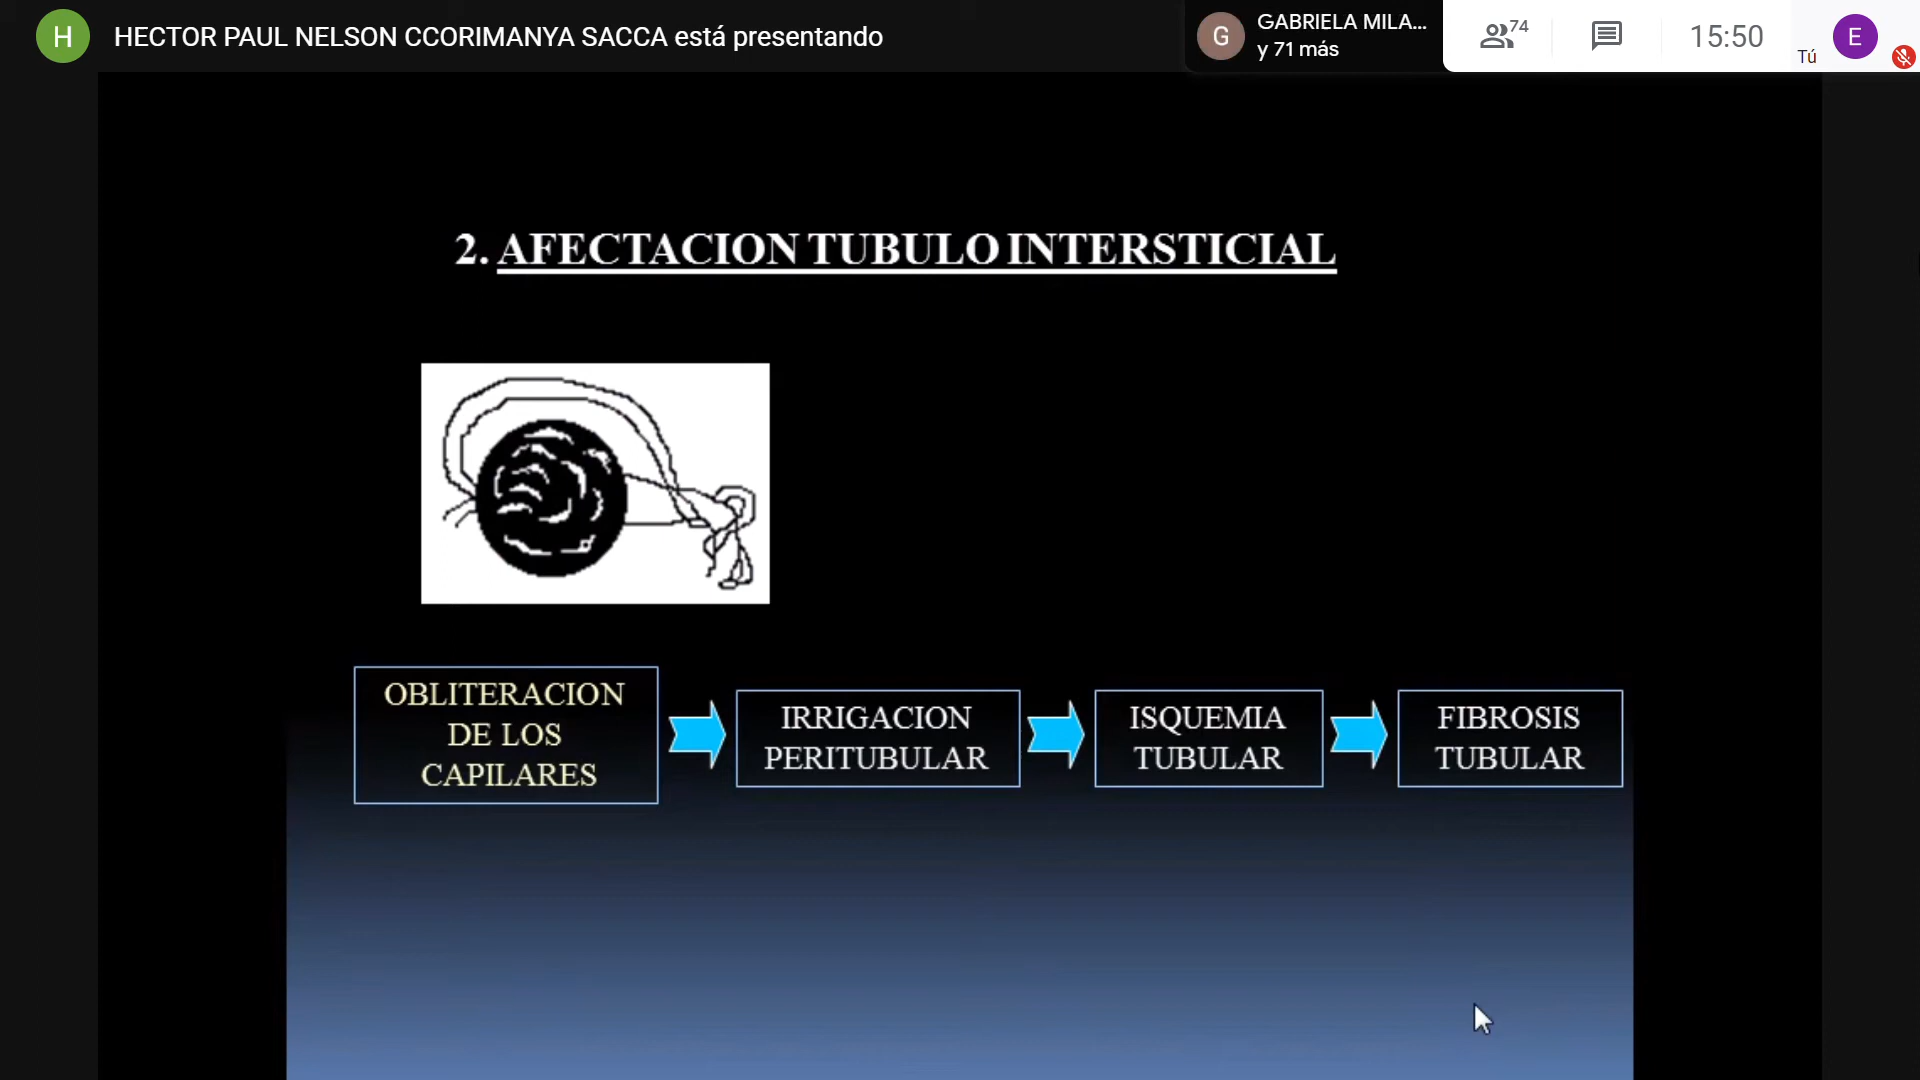 H
HECTOR PAUL NELSON CCORIMANYA SACCA está presentando
G
GABRIELA MILA...
y 71 más
74
15:50
Tú
E
2. AFECTACION TUBULO INTERSTICIAL
OBLITERACION
DE LOS
CAPILARES
IRRIGACION
PERITUBULAR
ISQUEMIA
TUBULAR
FIBROSIS
TUBULAR